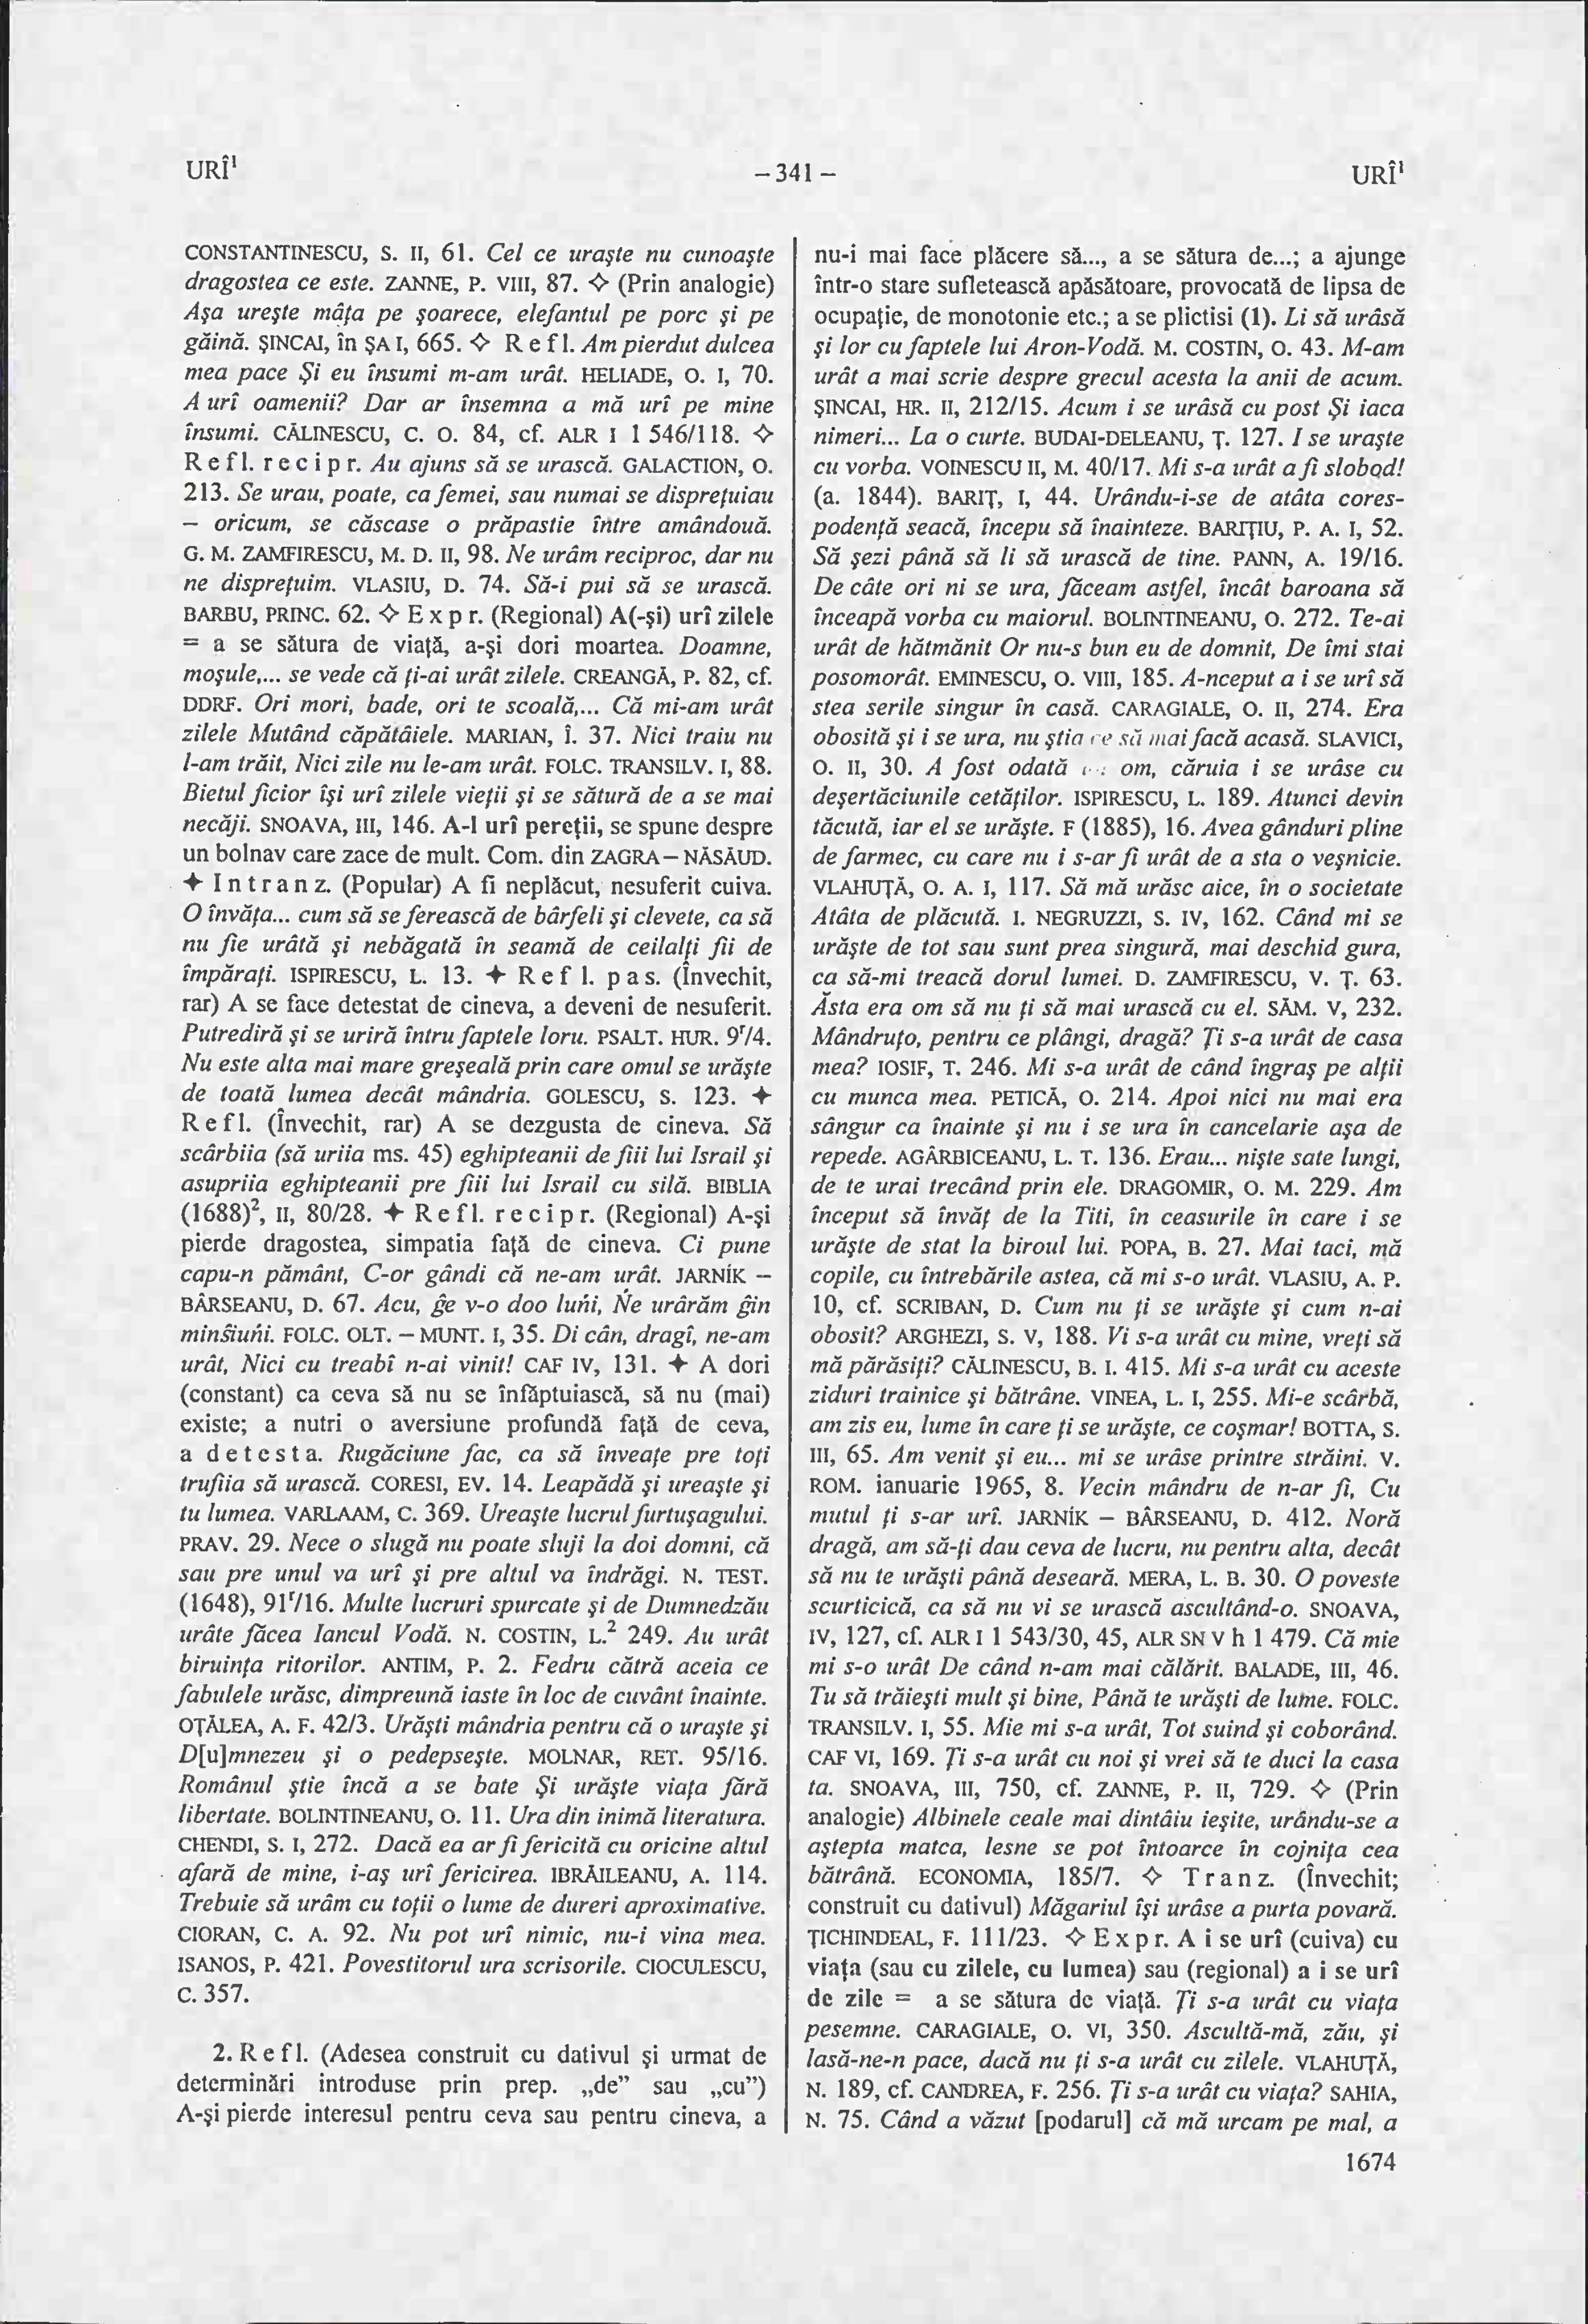 URÎ¹
– 341 –
URÎ¹
CONSTANTINESCU, S. II, 61. Cel ce uraşte nu cunoaşte
dragostea ce este. ZANNE, P. VIII, 87. ◇ (Prin analogie)
Aşa ureşte mâţa pe şoarece, elefantul pe porc şi pe
găină. ŞINCAI, în ŞA I, 665. ◇ Refl. Am pierdut dulcea
mea pace Şi eu însumi m-am urât. HELIADE, O. I, 70.
A urî oamenii? Dar ar însemna a mă urî pe mine
însumi. CĂLINESCU, C. O. 84, cf. ALR I 1 546/118. ◇
Refl. recipr. Au ajuns să se urască. GALACTION, O.
213. Se urau, poate, ca femei, sau numai se dispreţuiau
– oricum, se căscase o prăpastie între amândouă.
G. M. ZAMFIRESCU, M. D. II, 98. Ne urâm reciproc, dar nu
ne dispreţuim. VLASIU, D. 74. Să-i pui să se urască.
BARBU, PRINC. 62. ◇ Expr. (Regional) A(-şi) urî zilele
= a se sătura de viaţă, a-şi dori moartea. Doamne,
moşule,... se vede că ţi-ai urât zilele. CREANGĂ, P. 82, cf.
DDRF. Ori mori, bade, ori te scoală,... Că mi-am urât
zilele Mutând căpătâiele. MARIAN, Î. 37. Nici traiu nu
l-am trăit, Nici zile nu le-am urât. FOLC. TRANSILV. I, 88.
Bietul ficior îşi urî zilele vieţii şi se sătură de a se mai
necăji. SNOAVA, III, 146. A-l urî pereţii, se spune despre
un bolnav care zace de mult. Com. din ZAGRA – NĂSĂUD.
✦ Intranz. (Popular) A fi neplăcut, nesuferit cuiva.
O învăţa... cum să se ferească de bârfeli şi clevete, ca să
nu fie urâtă şi nebăgată în seamă de ceilalţi fii de
împăraţi. ISPIRESCU, L. 13. ✦ Refl. pas. (Învechit,
rar) A se face detestat de cineva, a deveni de nesuferit.
Putrediră şi se uriră întru faptele loru. PSALT. HUR. 9ʳ/4.
Nu este alta mai mare greşeală prin care omul se urăşte
de toată lumea decât mândria. GOLESCU, S. 123. ✦
Refl. (Învechit, rar) A se dezgusta de cineva. Să
scârbiia (să uriia ms. 45) eghipteanii de fiii lui Israil şi
asupriia eghipteanii pre fiii lui Israil cu silă. BIBLIA
(1688)², II, 80/28. ✦ Refl. recipr. (Regional) A-şi
pierde dragostea, simpatia faţă de cineva. Ci pune
capu-n pământ, C-or gândi că ne-am urât. JARNÍK –
BÂRSEANU, D. 67. Acu, ĝe v-o doo luńi, Ńe urârăm ĝin
minŝiuńi. FOLC. OLT. – MUNT. I, 35. Di cân, dragî, ne-am
urât, Nici cu treabî n-ai vinit! CAF IV, 131. ✦ A dori
(constant) ca ceva să nu se înfăptuiască, să nu (mai)
existe; a nutri o aversiune profundă faţă de ceva,
a detesta. Rugăciune fac, ca să înveaţe pre toţi
trufiia să urască. CORESI, EV. 14. Leapădă şi ureaşte şi
tu lumea. VARLAAM, C. 369. Ureaşte lucrul furtuşagului.
PRAV. 29. Nece o slugă nu poate sluji la doi domni, că
sau pre unul va urî şi pre altul va îndrăgi. N. TEST.
(1648), 91ʳ/16. Multe lucruri spurcate şi de Dumnedzău
urâte făcea Iancul Vodă. N. COSTIN, L.² 249. Au urât
biruinţa ritorilor. ANTIM, P. 2. Fedru cătră aceia ce
fabulele urăsc, dimpreună iaste în loc de cuvânt înainte.
OŢĂLEA, A. F. 42/3. Urăşti mândria pentru că o uraşte şi
D[u]mnezeu şi o pedepseşte. MOLNAR, RET. 95/16.
Românul ştie încă a se bate Şi urăşte viaţa fără
libertate. BOLINTINEANU, O. 11. Ura din inimă literatura.
CHENDI, S. I, 272. Dacă ea ar fi fericită cu oricine altul
afară de mine, i-aş urî fericirea. IBRĂILEANU, A. 114.
Trebuie să urâm cu toţii o lume de dureri aproximative.
CIORAN, C. A. 92. Nu pot urî nimic, nu-i vina mea.
ISANOS, P. 421. Povestitorul ura scrisorile. CIOCULESCU,
C. 357.
2. Refl. (Adesea construit cu dativul şi urmat de
determinări introduse prin prep. „de” sau „cu”)
A-şi pierde interesul pentru ceva sau pentru cineva, a
nu-i mai face plăcere să..., a se sătura de...; a ajunge
într-o stare sufletească apăsătoare, provocată de lipsa de
ocupaţie, de monotonie etc.; a se plictisi (1). Li să urâsă
şi lor cu faptele lui Aron-Vodă. M. COSTIN, O. 43. M-am
urât a mai scrie despre grecul acesta la anii de acum.
ŞINCAI, HR. II, 212/15. Acum i se urâsă cu post Şi iaca
nimeri... La o curte. BUDAI-DELEANU, Ţ. 127. I se uraşte
cu vorba. VOINESCU II, M. 40/17. Mi s-a urât a fi slobod!
(a. 1844). BARIŢ, I, 44. Urându-i-se de atâta cores-
podenţă seacă, începu să înainteze. BARIŢIU, P. A. I, 52.
Să şezi până să li să urască de tine. PANN, A. 19/16.
De câte ori ni se ura, făceam astfel, încât baroana să
înceapă vorba cu maiorul. BOLINTINEANU, O. 272. Te-ai
urât de hătmănit Or nu-s bun eu de domnit, De îmi stai
posomorât. EMINESCU, O. VIII, 185. A-nceput a i se urî să
stea serile singur în casă. CARAGIALE, O. II, 274. Era
obosită şi i se ura, nu ştia ce să mai facă acasă. SLAVICI,
O. II, 30. A fost odată om, căruia i se urâse cu
deşertăciunile cetăţilor. ISPIRESCU, L. 189. Atunci devin
tăcută, iar el se urăşte. F (1885), 16. Avea gânduri pline
de farmec, cu care nu i s-ar fi urât de a sta o veşnicie.
VLAHUŢĂ, O. A. I, 117. Să mă urăsc aice, în o societate
Atâta de plăcută. I. NEGRUZZI, S. IV, 162. Când mi se
urăşte de tot sau sunt prea singură, mai deschid gura,
ca să-mi treacă dorul lumei. D. ZAMFIRESCU, V. Ţ. 63.
Ăsta era om să nu ţi să mai urască cu el. SĂM. V, 232.
Mândruţo, pentru ce plângi, dragă? Ţi s-a urât de casa
mea? IOSIF, T. 246. Mi s-a urât de când îngraş pe alţii
cu munca mea. PETICĂ, O. 214. Apoi nici nu mai era
sângur ca înainte şi nu i se ura în cancelarie aşa de
repede. AGÂRBICEANU, L. T. 136. Erau... nişte sate lungi,
de te urai trecând prin ele. DRAGOMIR, O. M. 229. Am
început să învăţ de la Titi, în ceasurile în care i se
urăşte de stat la biroul lui. POPA, B. 27. Mai taci, mă
copile, cu întrebările astea, că mi s-o urât. VLASIU, A. P.
10, cf. SCRIBAN, D. Cum nu ţi se urăşte şi cum n-ai
obosit? ARGHEZI, S. V, 188. Vi s-a urât cu mine, vreţi să
mă părăsiţi? CĂLINESCU, B. I. 415. Mi s-a urât cu aceste
ziduri trainice şi bătrâne. VINEA, L. I, 255. Mi-e scârbă,
am zis eu, lume în care ţi se urăşte, ce coşmar! BOTTA, S.
III, 65. Am venit şi eu... mi se urâse printre străini. V.
ROM. ianuarie 1965, 8. Vecin mândru de n-ar fi, Cu
mutul ţi s-ar urî. JARNÍK – BÂRSEANU, D. 412. Noră
dragă, am să-ţi dau ceva de lucru, nu pentru alta, decât
să nu te urăşti până deseară. MERA, L. B. 30. O poveste
scurticică, ca să nu vi se urască ascultând-o. SNOAVA,
IV, 127, cf. ALR I 1 543/30, 45, ALR SN V h 1 479. Că mie
mi s-o urât De când n-am mai călărit. BALADE, III, 46.
Tu să trăieşti mult şi bine, Până te urăşti de lume. FOLC.
TRANSILV. I, 55. Mie mi s-a urât, Tot suind şi coborând.
CAF VI, 169. Ţi s-a urât cu noi şi vrei să te duci la casa
ta. SNOAVA, III, 750, cf. ZANNE, P. II, 729. ◇ (Prin
analogie) Albinele ceale mai dintâiu ieşite, urându-se a
aştepta matca, lesne se pot întoarce în cojniţa cea
bătrână. ECONOMIA, 185/7. ◇ Tranz. (Învechit;
construit cu dativul) Măgariul îşi urâse a purta povară.
ŢICHINDEAL, F. 111/23. ◇ Expr. A i se urî (cuiva) cu
viaţa (sau cu zilele, cu lumea) sau (regional) a i se urî
de zile = a se sătura de viaţă. Ţi s-a urât cu viaţa
pesemne. CARAGIALE, O. VI, 350. Ascultă-mă, zău, şi
lasă-ne-n pace, dacă nu ţi s-a urât cu zilele. VLAHUŢĂ,
N. 189, cf. CANDREA, F. 256. Ţi s-a urât cu viaţa? SAHIA,
N. 75. Când a văzut [podarul] că mă urcam pe mal, a
1674